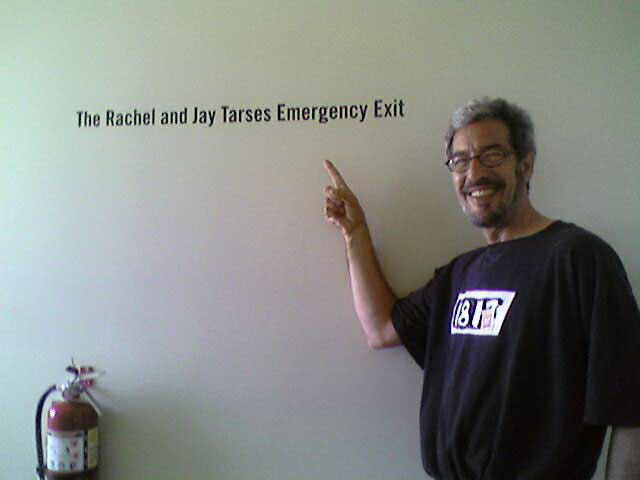 The Rachel and Jay Tarses Emergency Exit